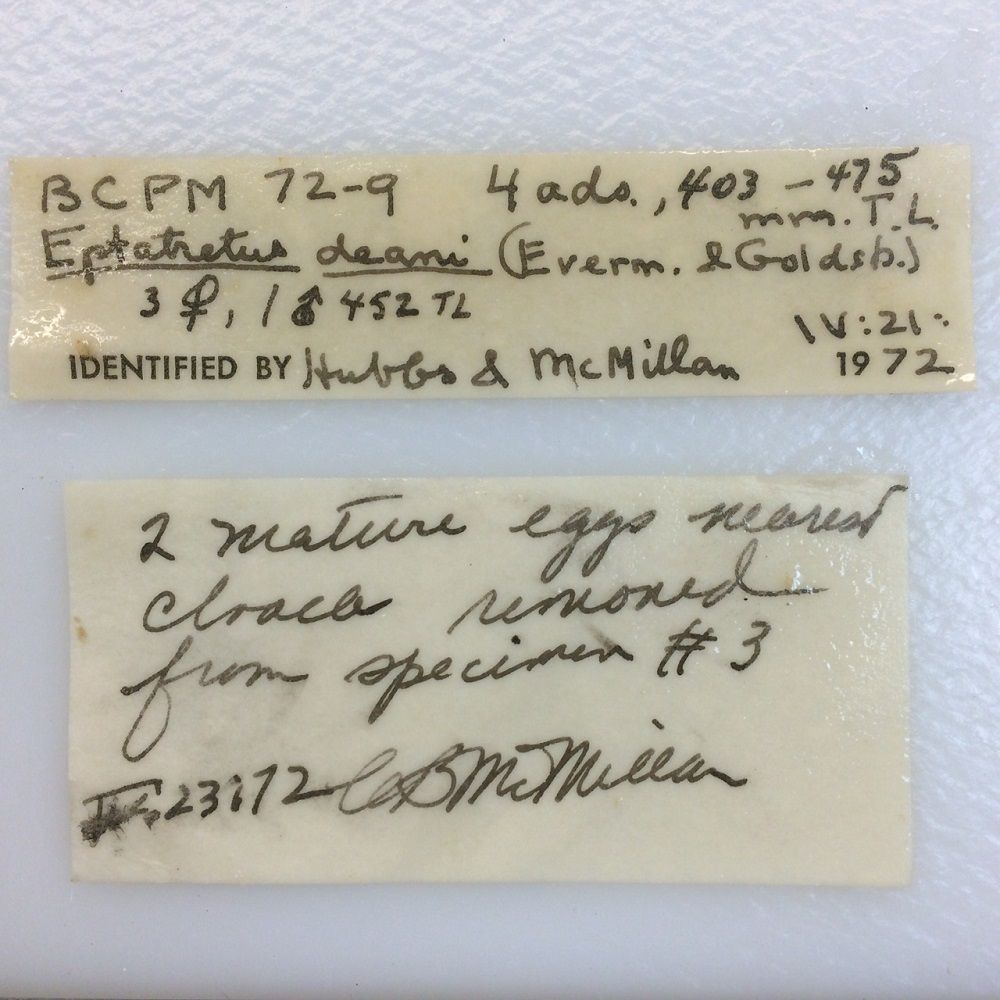 BCPM 72-9 4 ads., 403 – 475
mm. T.L.
Eptatretus deani (Everm. & Goldsb.)
3 ♀, 1 ♂ 452 TL
IV:21:
IDENTIFIED BY Hubbs & McMillan 1972
2 mature eggs nearest
cloaca removed
from specimen # 3
23:72 CB McMillan